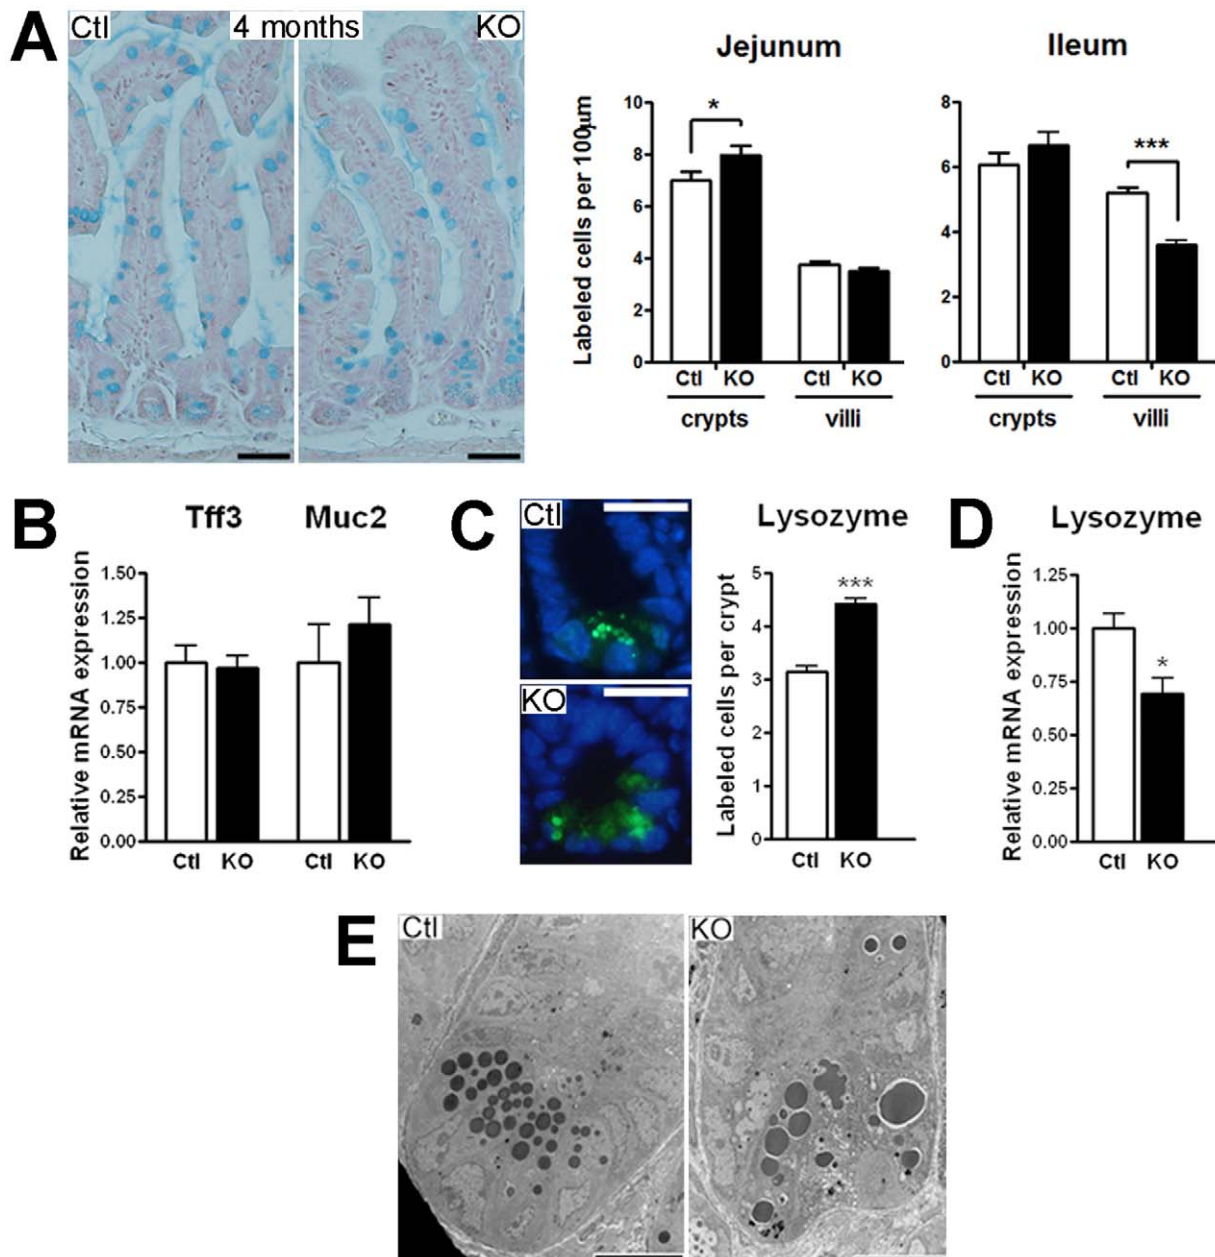 A
Ctl 4 months KO
Jejunum
Labeled cells per 100µm
10
8
6
4
2
0
*
Ctl KO Ctl KO
crypts villi
Ileum
8
6
4
2
0
***
Ctl KO Ctl KO
crypts villi
B
Tff3 Muc2
Relative mRNA expression
1.50
1.25
1.00
0.75
0.50
0.25
0.00
Ctl KO Ctl KO
C
Ctl
KO
Lysozyme
Labeled cells per crypt
5
4
3
2
1
0
***
Ctl KO
D
Lysozyme
Relative mRNA expression
1.25
1.00
0.75
0.50
0.25
0.00
*
Ctl KO
E
Ctl
KO